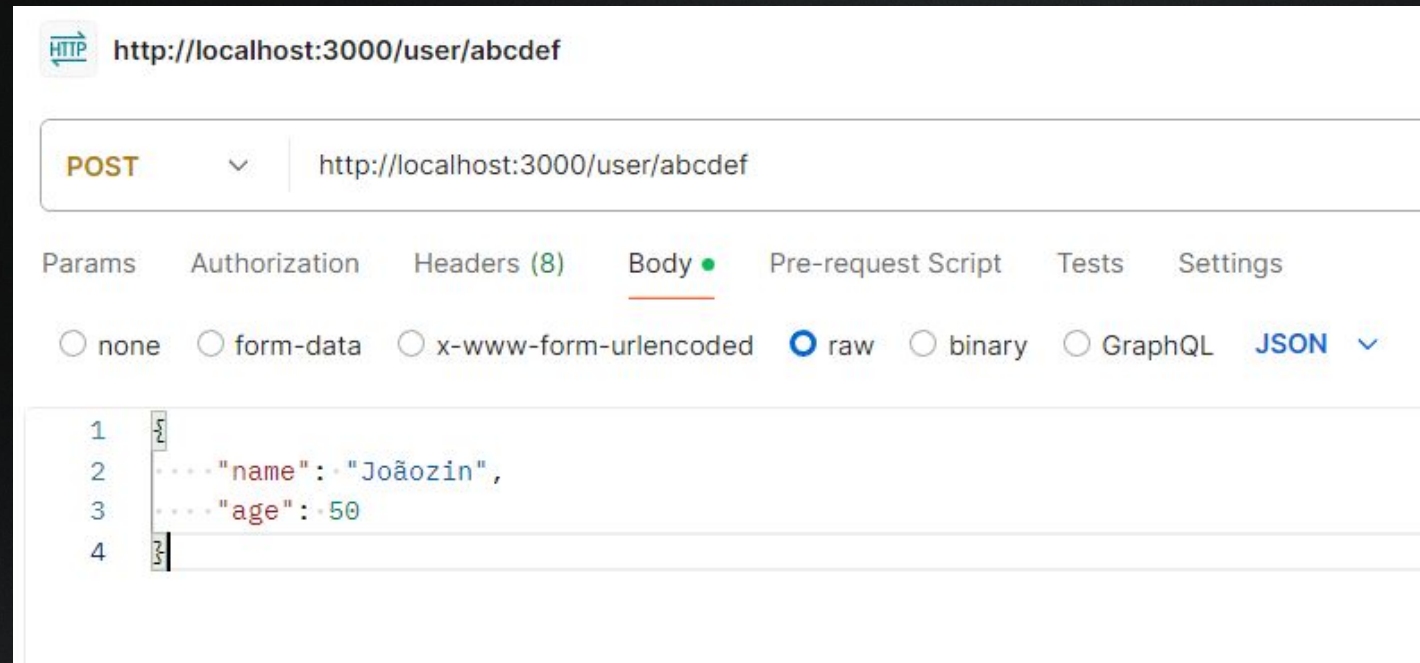 HTTP http://localhost:3000/user/abcdef
POST http://localhost:3000/user/abcdef
Params Authorization Headers (8) Body Pre-request Script Tests Settings
none form-data x-www-form-urlencoded raw binary GraphQL JSON
1 {
2 "name": "Joãozin",
3 "age": 50
4 }